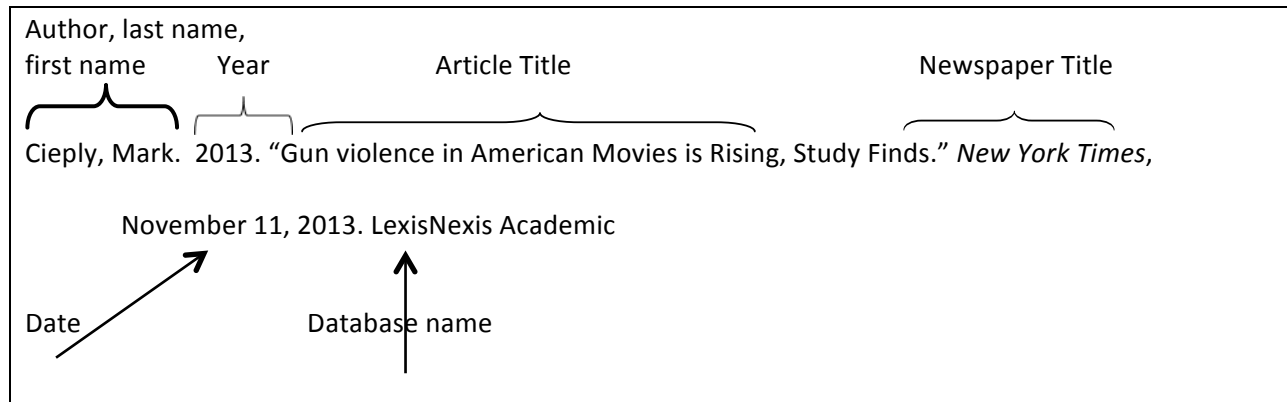 Author, last name,
first name Year Article Title Newspaper Title
Cieply, Mark. 2013. “Gun violence in American Movies is Rising, Study Finds.” New York Times,
November 11, 2013. LexisNexis Academic
Date Database name